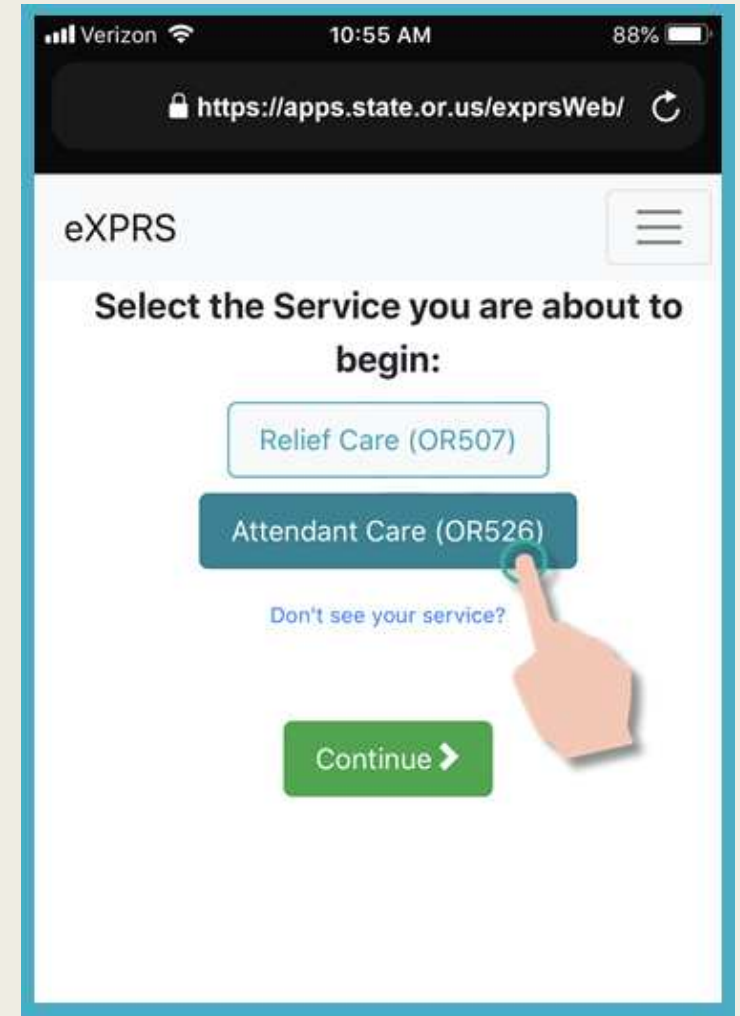 Verizon 10:55 AM 88%
https://apps.state.or.us/exprsWeb/
eXPRS
Select the Service you are about to
begin:
Relief Care (OR507)
Attendant Care (OR526)
Don't see your service?
Continue